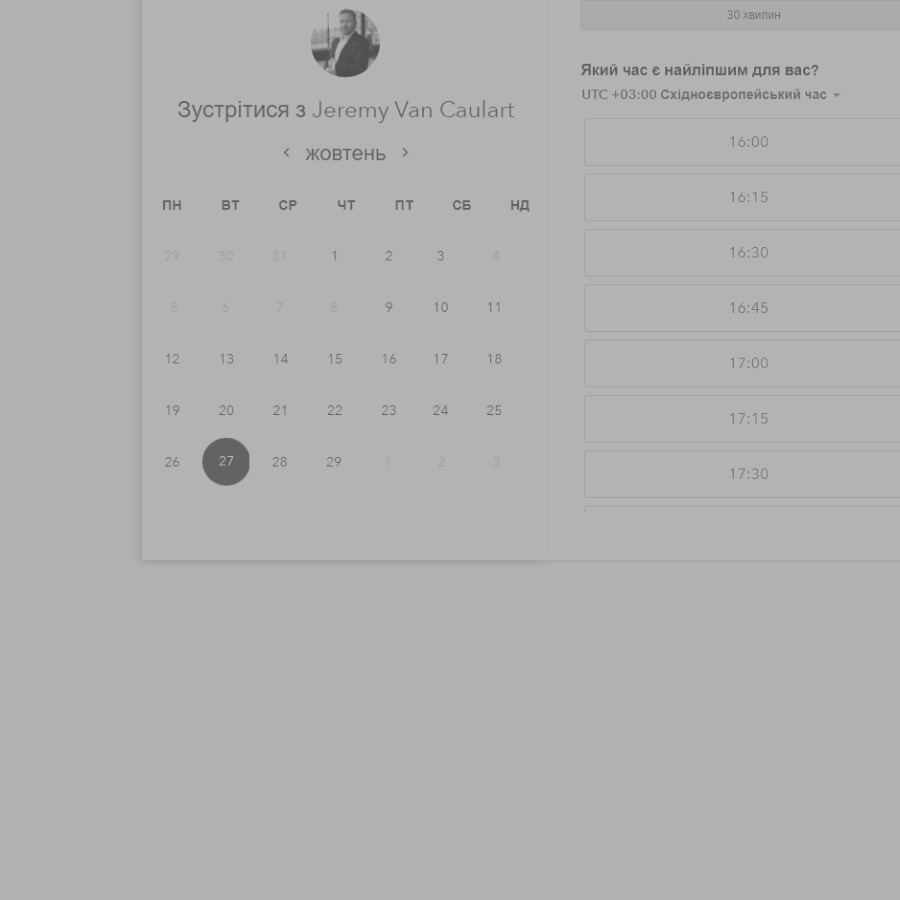 Зустрітися з Jeremy Van Caulart
жовтень
ПН ВТ СР ЧТ ПТ СБ НД
29 30 31 1 2 3 4
5 6 7 8 9 10 11
12 13 14 15 16 17 18
19 20 21 22 23 24 25
26 27 28 29 1 2 3
30 хвилин
Який час є найліпшим для вас?
UTC +03:00 Східноєвропейський час
16:00
16:15
16:30
16:45
17:00
17:15
17:30